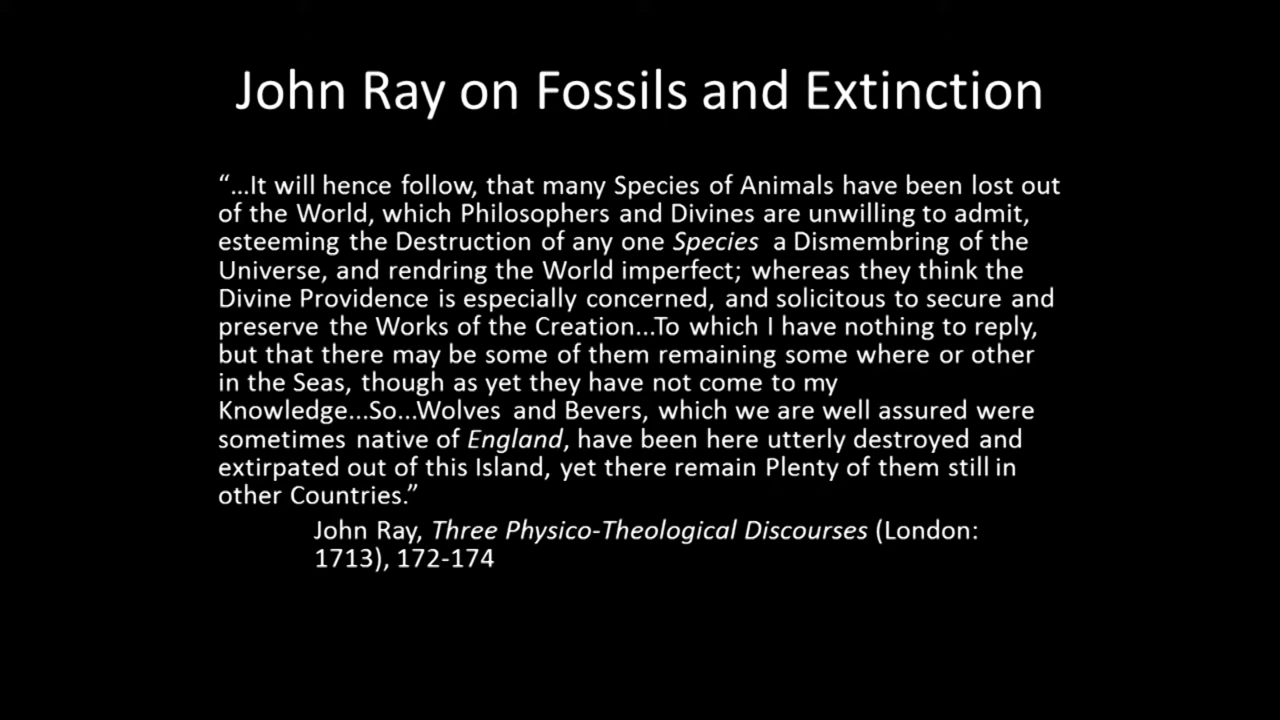 John Ray on Fossils and Extinction
“...It will hence follow, that many Species of Animals have been lost out
of the World, which Philosophers and Divines are unwilling to admit,
esteeming the Destruction of any one Species a Dismembring of the
Universe, and rendring the World imperfect; whereas they think the
Divine Providence is especially concerned, and solicitous to secure and
preserve the Works of the Creation...To which I have nothing to reply,
but that there may be some of them remaining some where or other
in the Seas, though as yet they have not come to my
Knowledge...So...Wolves and Bevers, which we are well assured were
sometimes native of England, have been here utterly destroyed and
extirpated out of this Island, yet there remain Plenty of them still in
other Countries.”
John Ray, Three Physico-Theological Discourses (London:
1713), 172-174